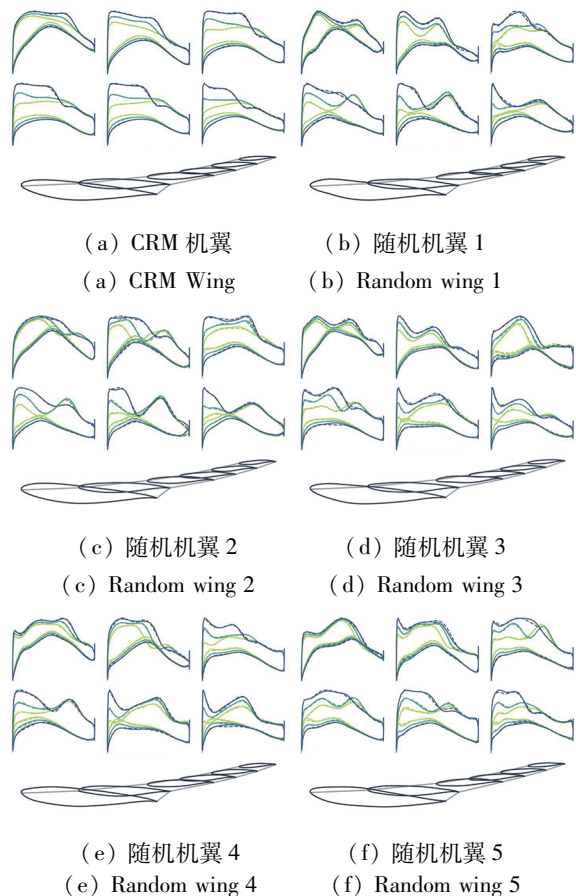 (a) CRM 机翼
(b) 随机机翼 1
(a) CRM Wing
(b) Random wing 1
(c) 随机机翼 2
(d) 随机机翼 3
(c) Random wing 2
(d) Random wing 3
(e) 随机机翼 4
(f) 随机机翼 5
(e) Random wing 4
(f) Random wing 5